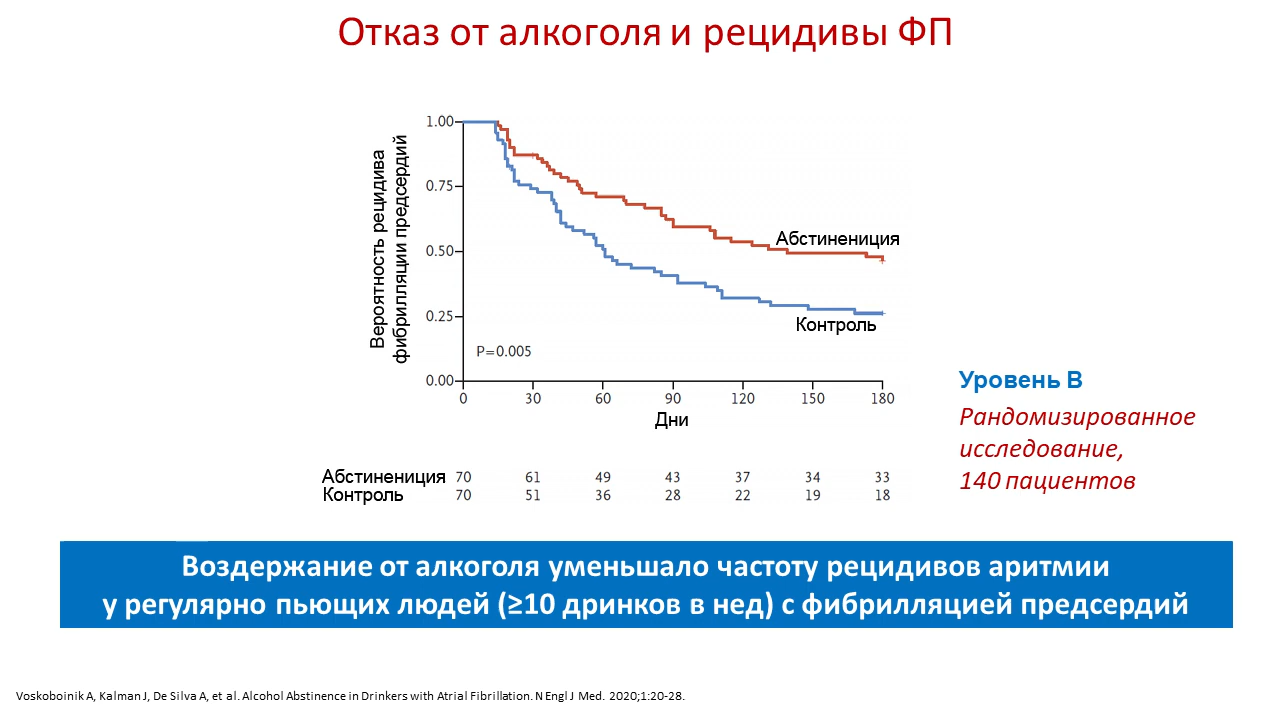 Отказ от алкоголя и рецидивы ФП
Вероятность рецидива
фибрилляции предсердий
1.00
0.75
0.50
0.25
0.00
Абстинениция
Контроль
P=0.005
0 30 60 90 120 150 180
Дни
Абстинениция 70 61 49 43 37 34 33
Контроль 70 51 36 28 22 19 18
Уровень В
Рандомизированное
исследование,
140 пациентов
Воздержание от алкоголя уменьшало частоту рецидивов аритмии
у регулярно пьющих людей (≥10 дринков в нед) с фибрилляцией предсердий
Voskoboinik A, Kalman J, De Silva A, et al. Alcohol Abstinence in Drinkers with Atrial Fibrillation. N Engl J Med. 2020;1:20-28.